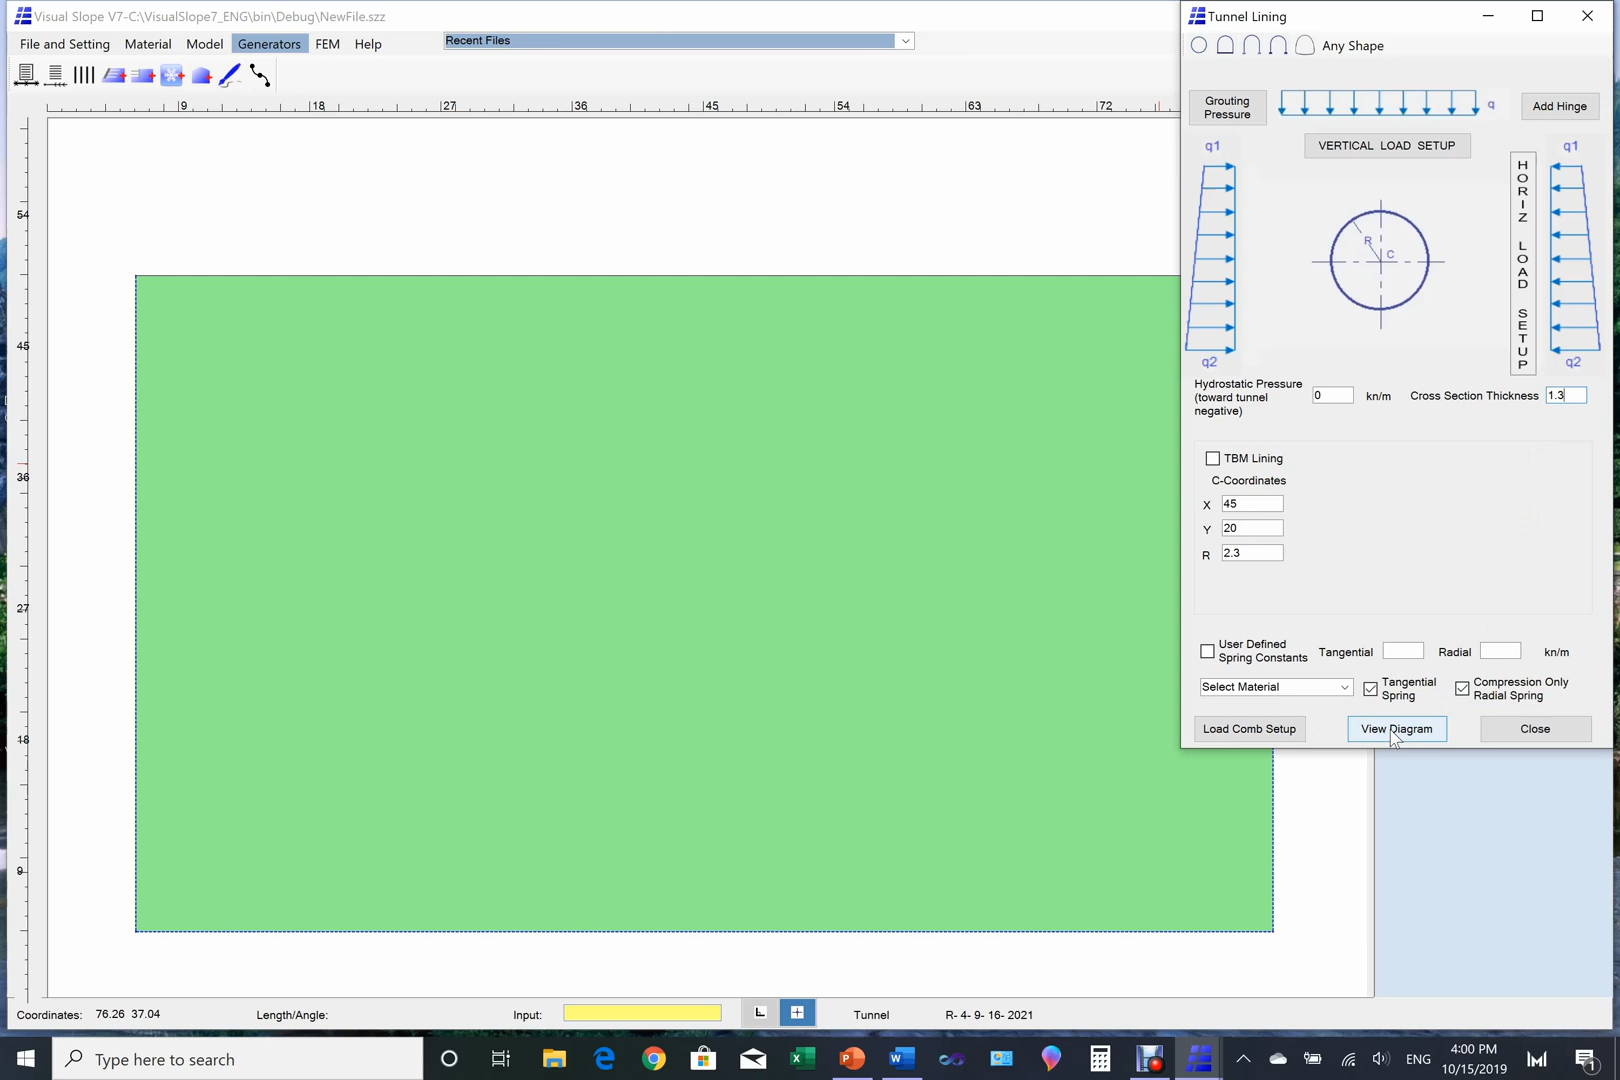 Visual Slope V7-C:\VisualSlope7_ENG\bin\Debug\NewFile.szz
File and Setting Material Model Generators FEM Help
Recent Files
9 18 27 36 45 54 63 72
54
45
36
27
18
9
Tunnel Lining
Any Shape
Grouting
Pressure
q
Add Hinge
VERTICAL LOAD SETUP
q1
q1
R
C
HORIZ LOAD SETUP
q2
q2
Hydrostatic Pressure
(toward tunnel
negative)
0 kn/m
Cross Section Thickness 1.3
TBM Lining
C-Coordinates
X 45
Y 20
R 2.3
User Defined
Spring Constants
Tangential Radial kn/m
Select Material
Tangential
Spring
Compression Only
Radial Spring
Load Comb Setup View Diagram Close
Coordinates: 76.26 37.04 Length/Angle: Input: Tunnel R- 4- 9- 16- 2021
Type here to search
ENG
4:00 PM
10/15/2019
1